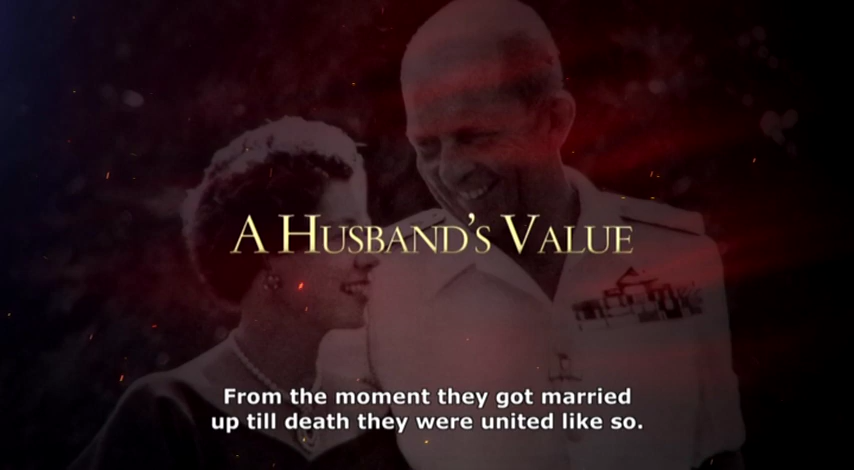 A Husband's Value
From the moment they got married
up till death they were united like so.